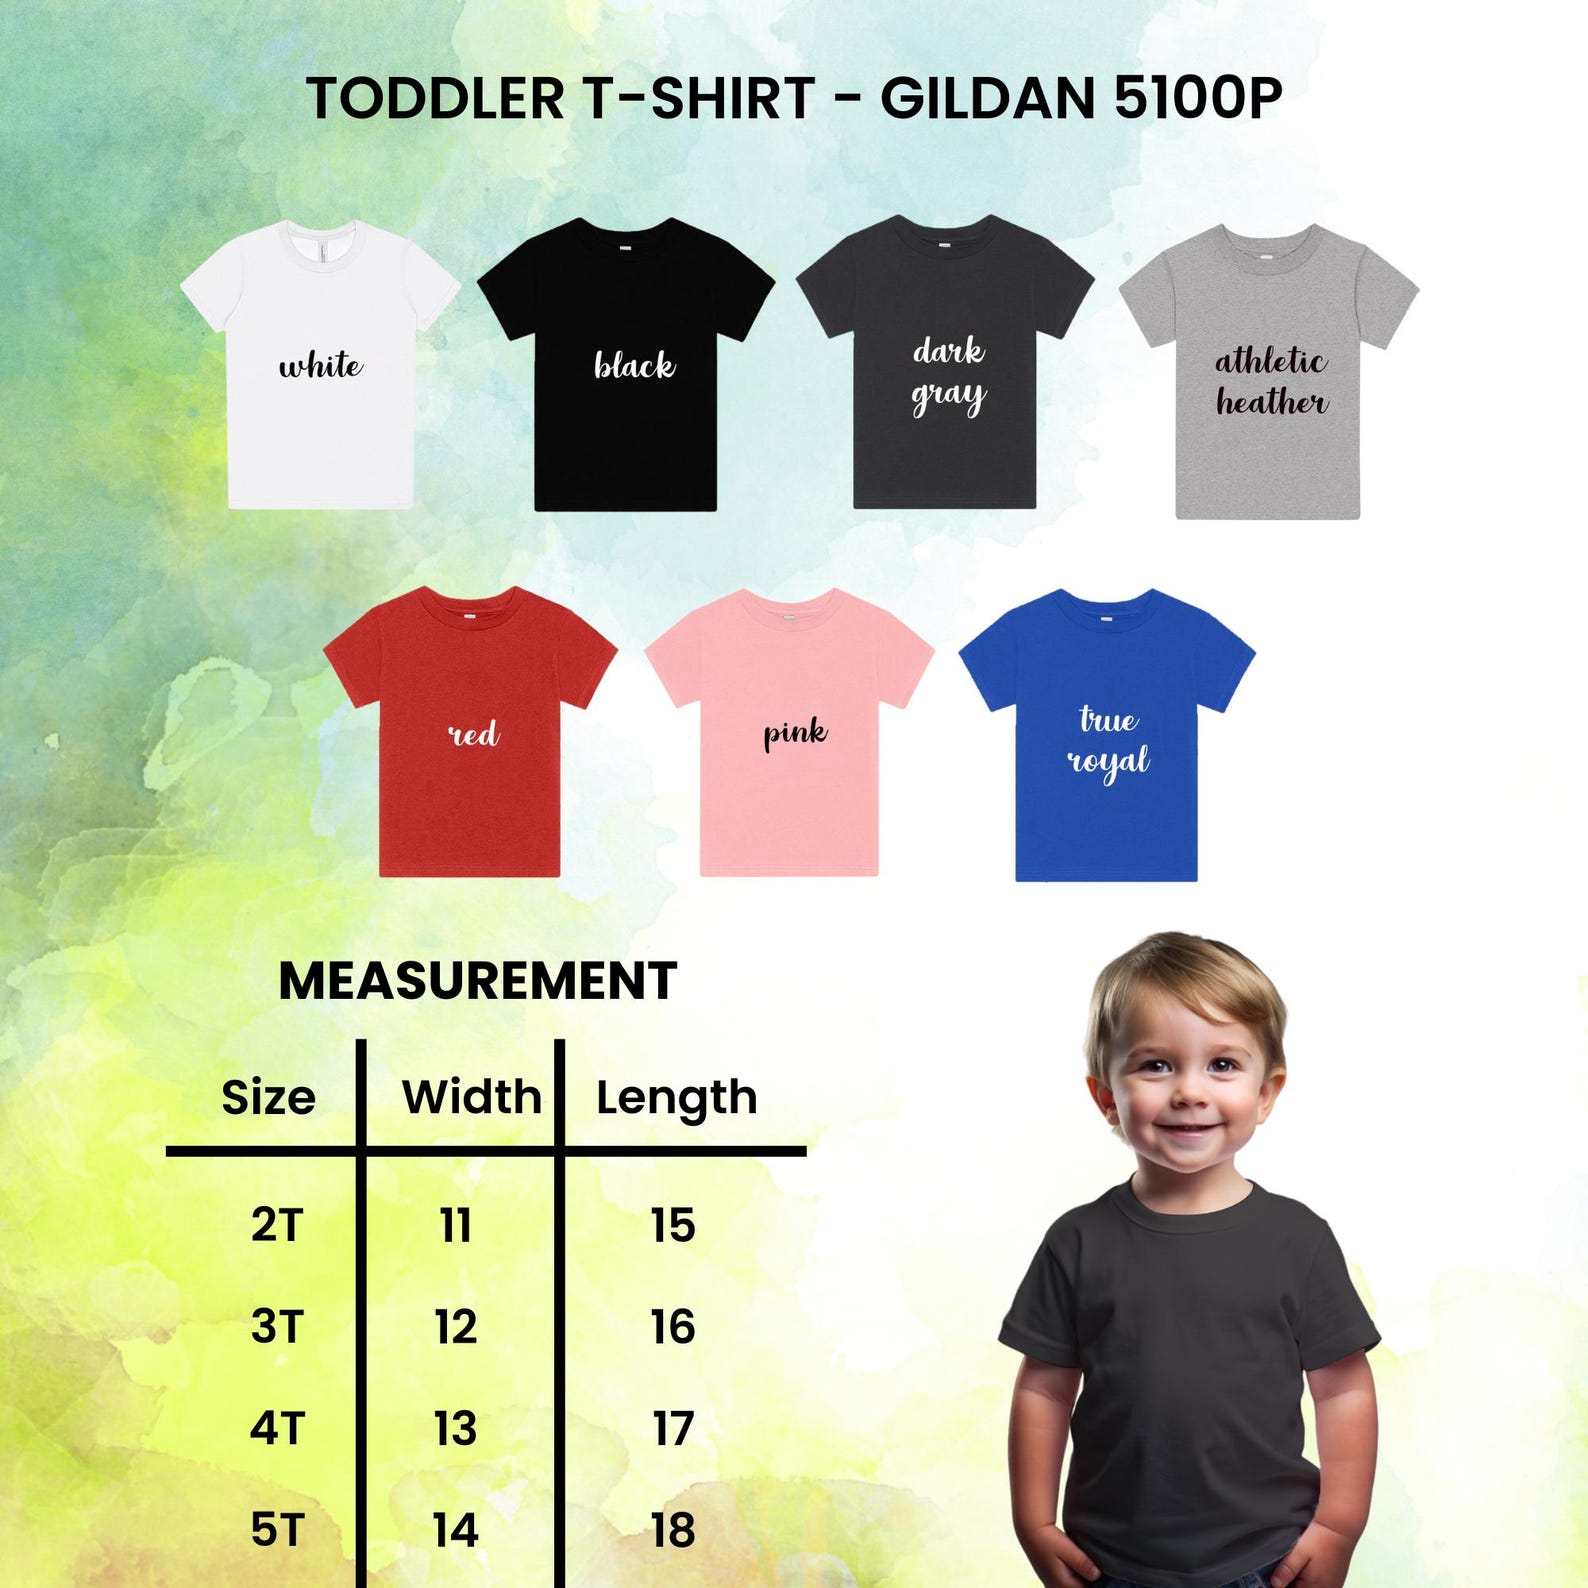 TODDLER T-SHIRT - GILDAN 5100P
white
black
dark
gray
athletic
heather
red
pink
true
royal
MEASUREMENT
Size Width Length
2T 11 15
3T 12 16
4T 13 17
5T 14 18